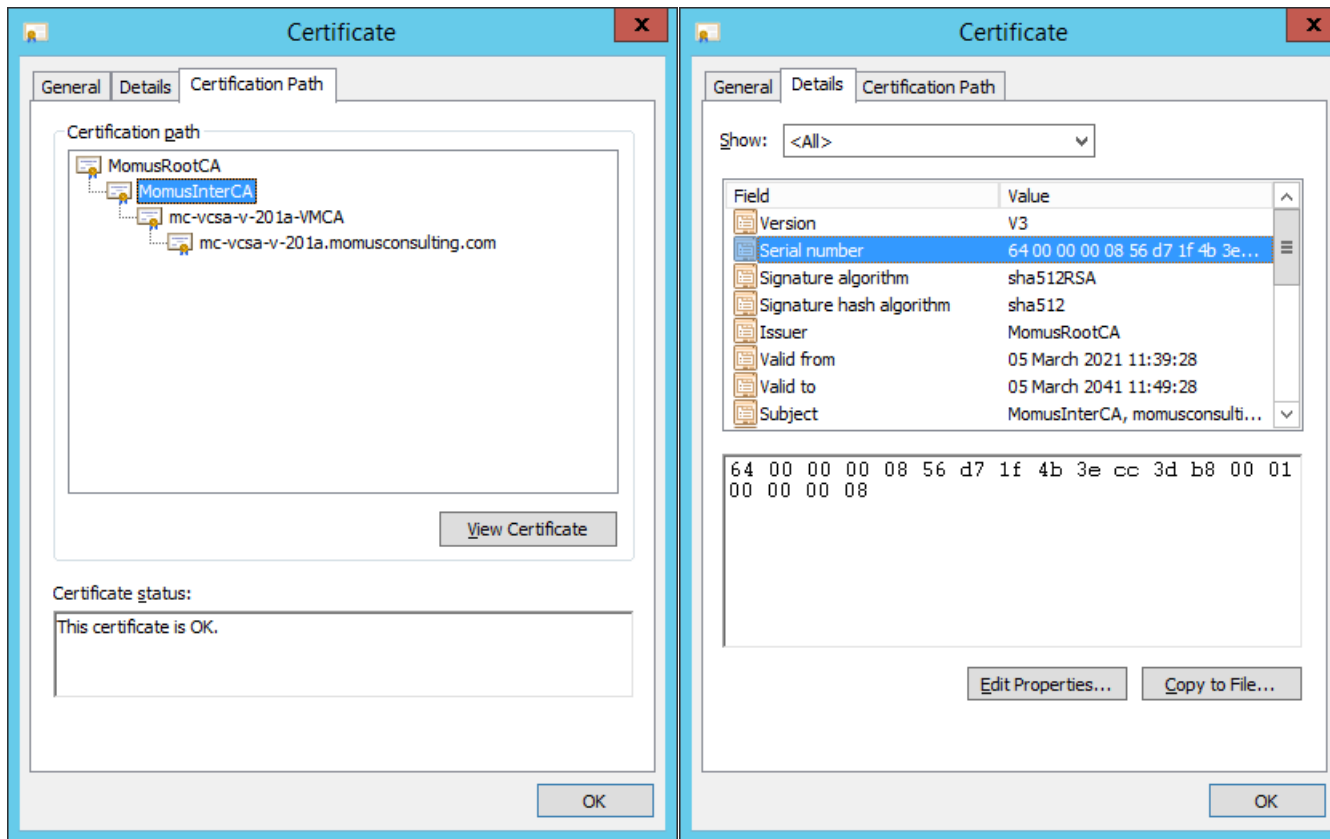 Certificate
x
General
Details
Certification Path
Certification path
MomusRootCA
MomusInterCA
mc-vcsa-v-201a-VMCA
mc-vcsa-v-201a.momusconsulting.com
View Certificate
Certificate status:
This certificate is OK.
OK
Certificate
x
General
Details
Certification Path
Show: <All>
Field Value
Version V3
Serial number 64 00 00 00 08 56 d7 1f 4b 3e...
Signature algorithm sha512RSA
Signature hash algorithm sha512
Issuer MomusRootCA
Valid from 05 March 2021 11:39:28
Valid to 05 March 2041 11:49:28
Subject MomusInterCA, momusconsulti...
64 00 00 00 08 56 d7 1f 4b 3e cc 3d b8 00 01
00 00 00 08
Edit Properties...
Copy to File...
OK